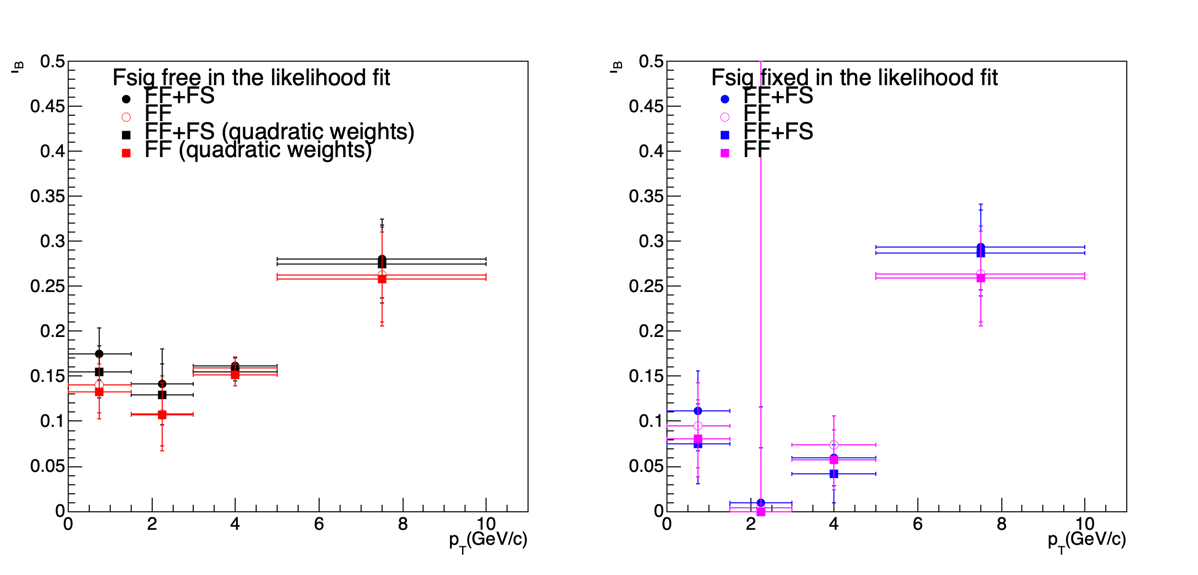 Fsig free in the likelihood fit
FF+FS
FF
FF+FS (quadratic weights)
FF (quadratic weights)
0.5
0.45
0.4
0.35
0.3
0.25
0.2
0.15
0.1
0.05
0
0 2 4 6 8 10
pT(GeV/c)
Fsig fixed in the likelihood fit
FF+FS
FF
FF+FS
FF
0.5
0.45
0.4
0.35
0.3
0.25
0.2
0.15
0.1
0.05
0
0 2 4 6 8 10
pT(GeV/c)